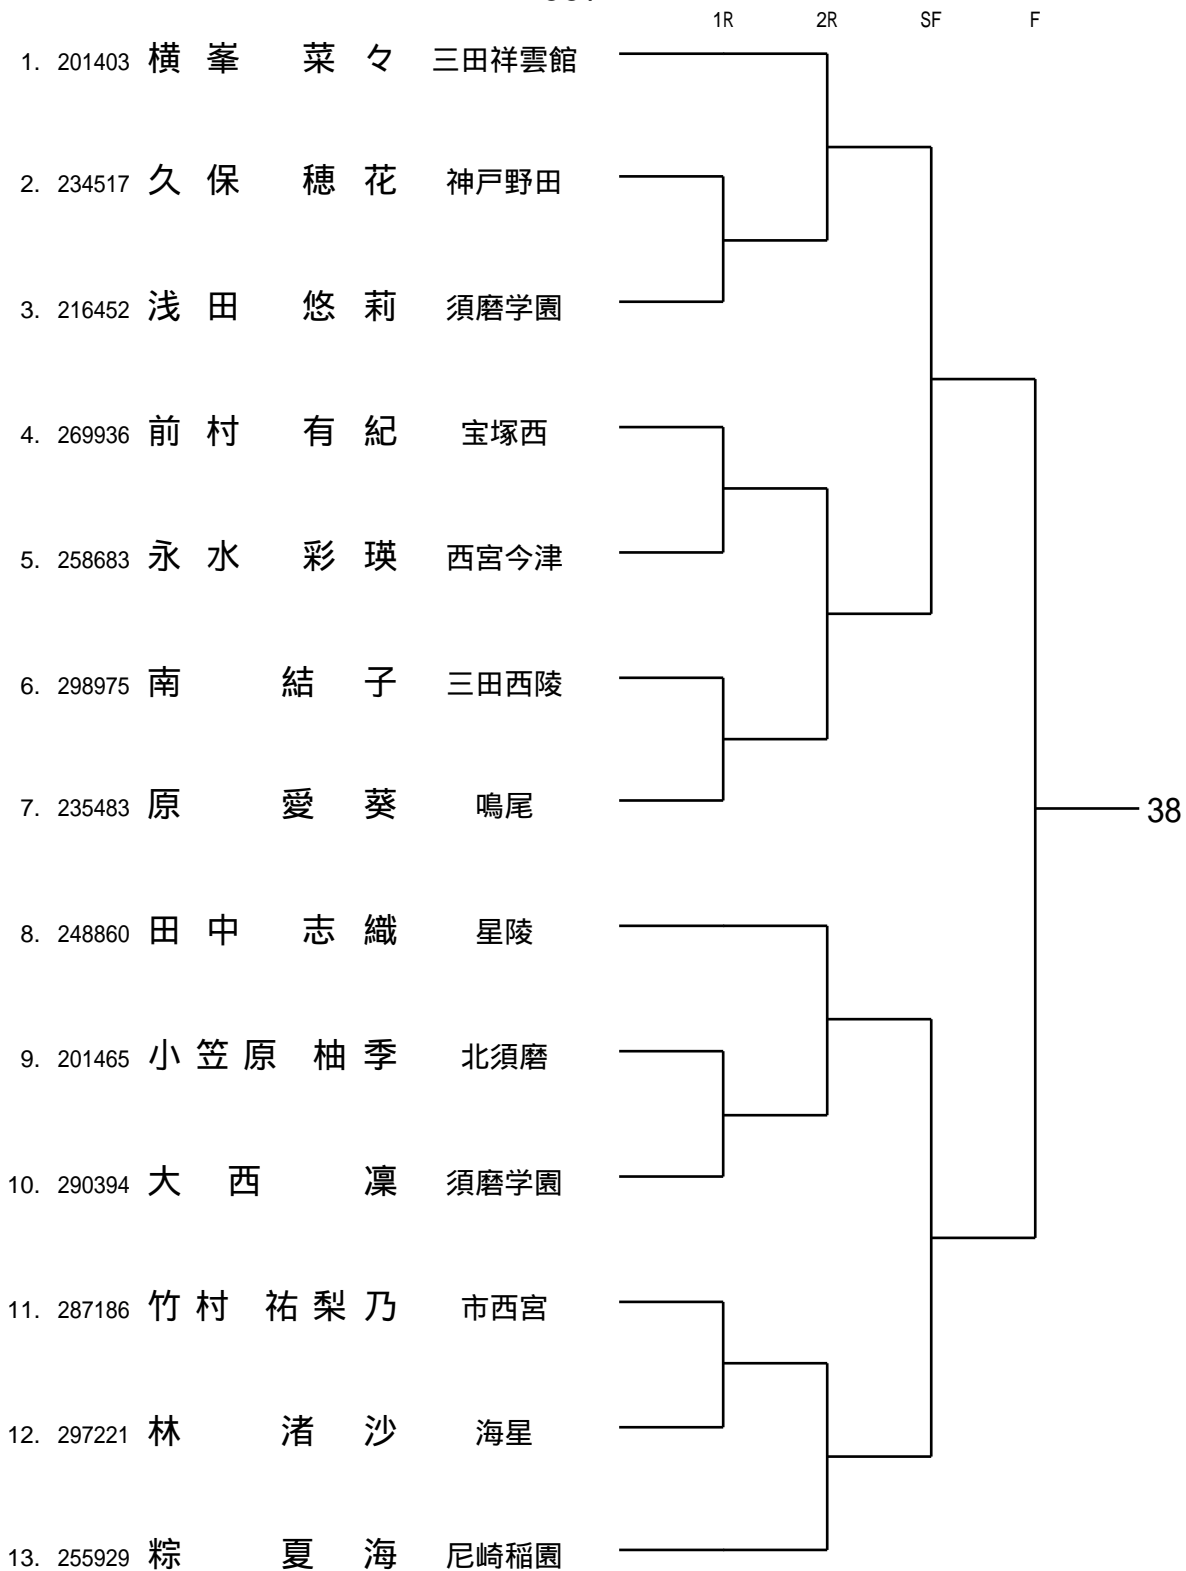 1R 2R SF F
1. 201403 横峯 菜々 三田祥雲館
2. 234517 久保 穂花 神戸野田
3. 216452 浅田 悠莉 須磨学園
4. 269936 前村 有紀 宝塚西
5. 258683 永水 彩瑛 西宮今津
6. 298975 南 結子 三田西陵
7. 235483 原 愛葵 鳴尾
38
8. 248860 田中 志織 星陵
9. 201465 小笠原 柚季 北須磨
10. 290394 大西 凜 須磨学園
11. 287186 竹村 祐梨乃 市西宮
12. 297221 林 渚沙 海星
13. 255929 粽 夏海 尼崎稲園